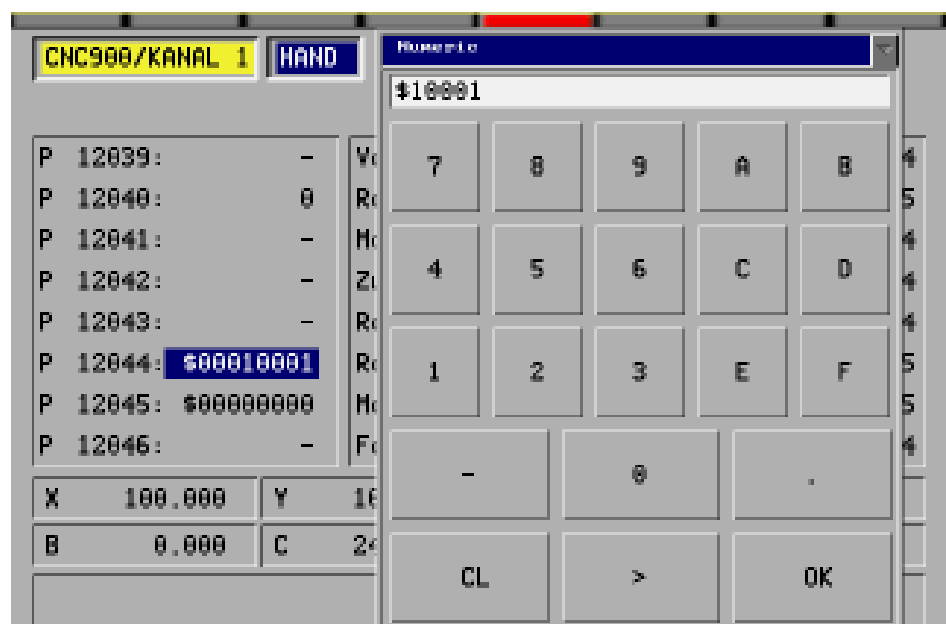 CNC900/KANAL 1 HAND
Numeric
$10001
P 12039: -
P 12040: 0
P 12041: -
P 12042: -
P 12043: -
P 12044: $00010001
P 12045: $00000000
P 12046: -
X 100.000 Y
B 0.000 C
7 8 9 A B
4 5 6 C D
1 2 3 E F
- 0 .
CL > OK